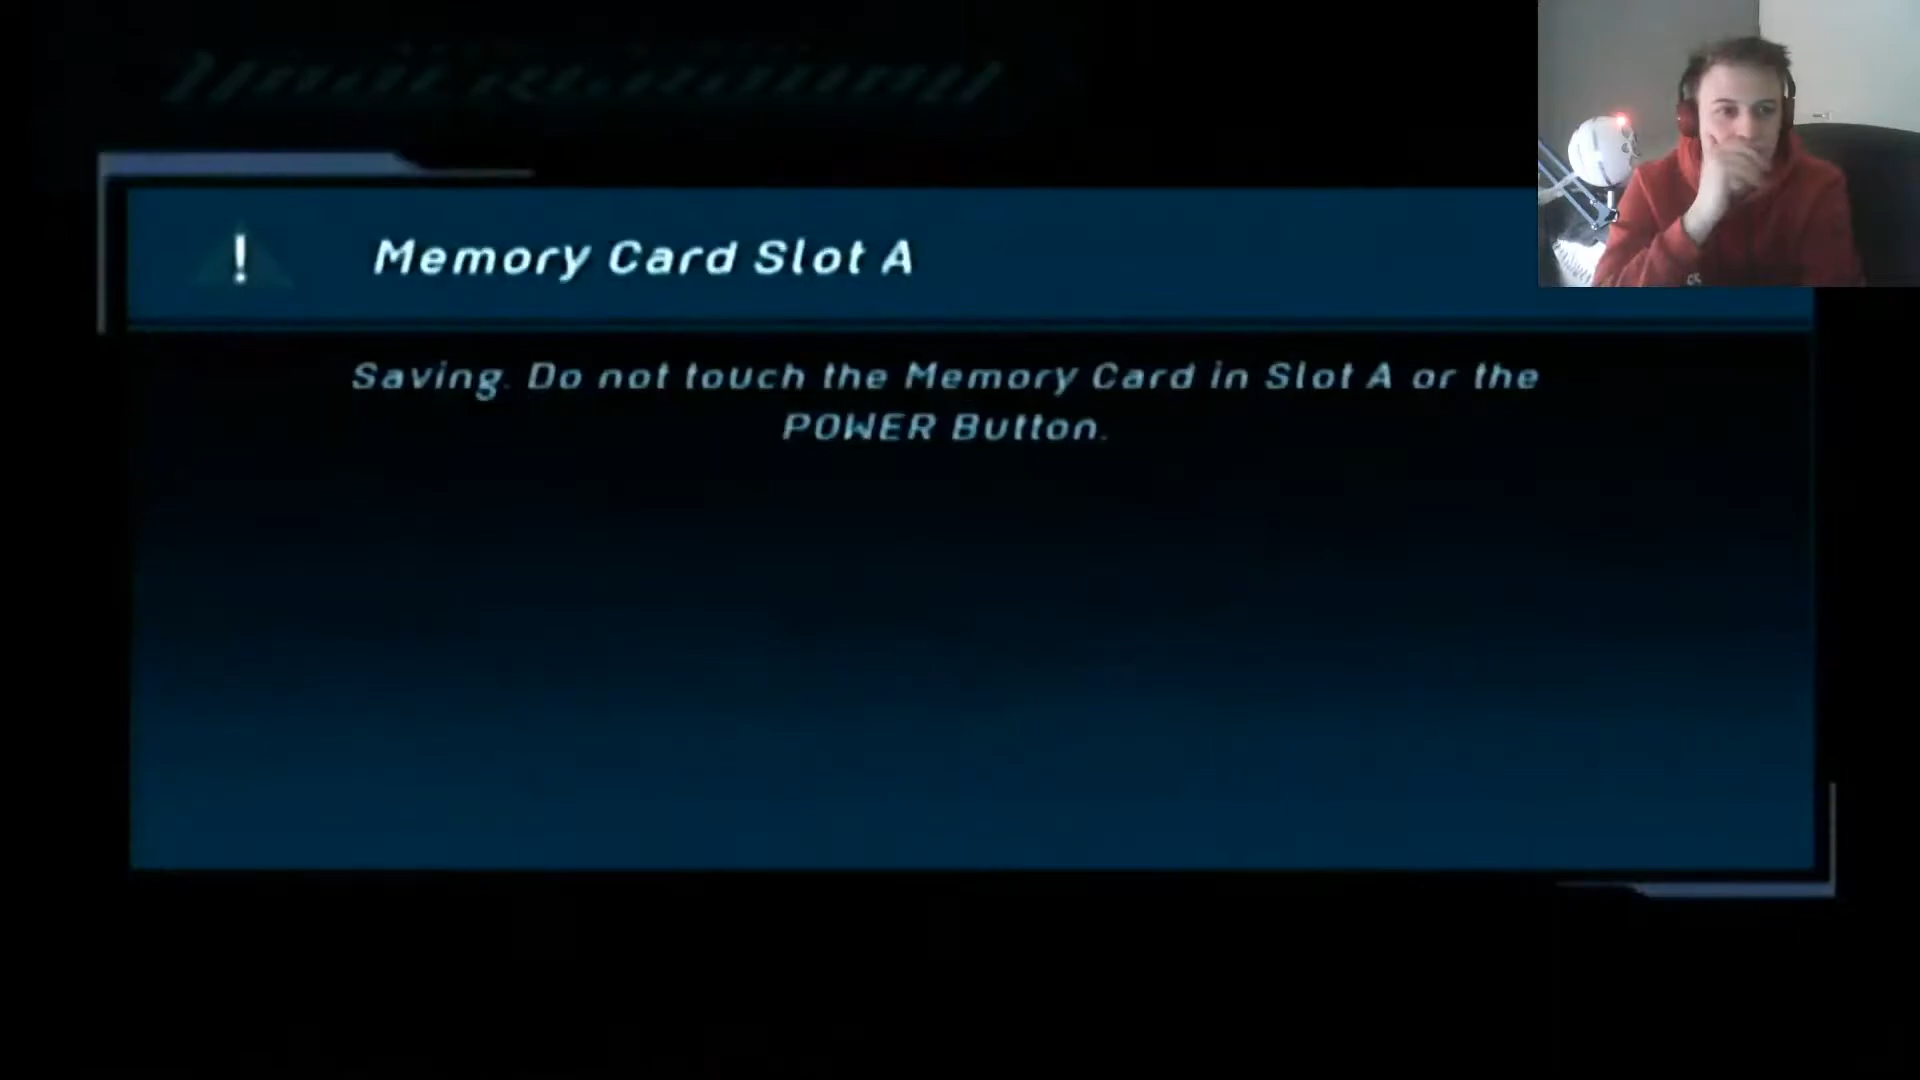 !
Memory Card Slot A
Saving. Do not touch the Memory Card in Slot A or the
POWER Button.